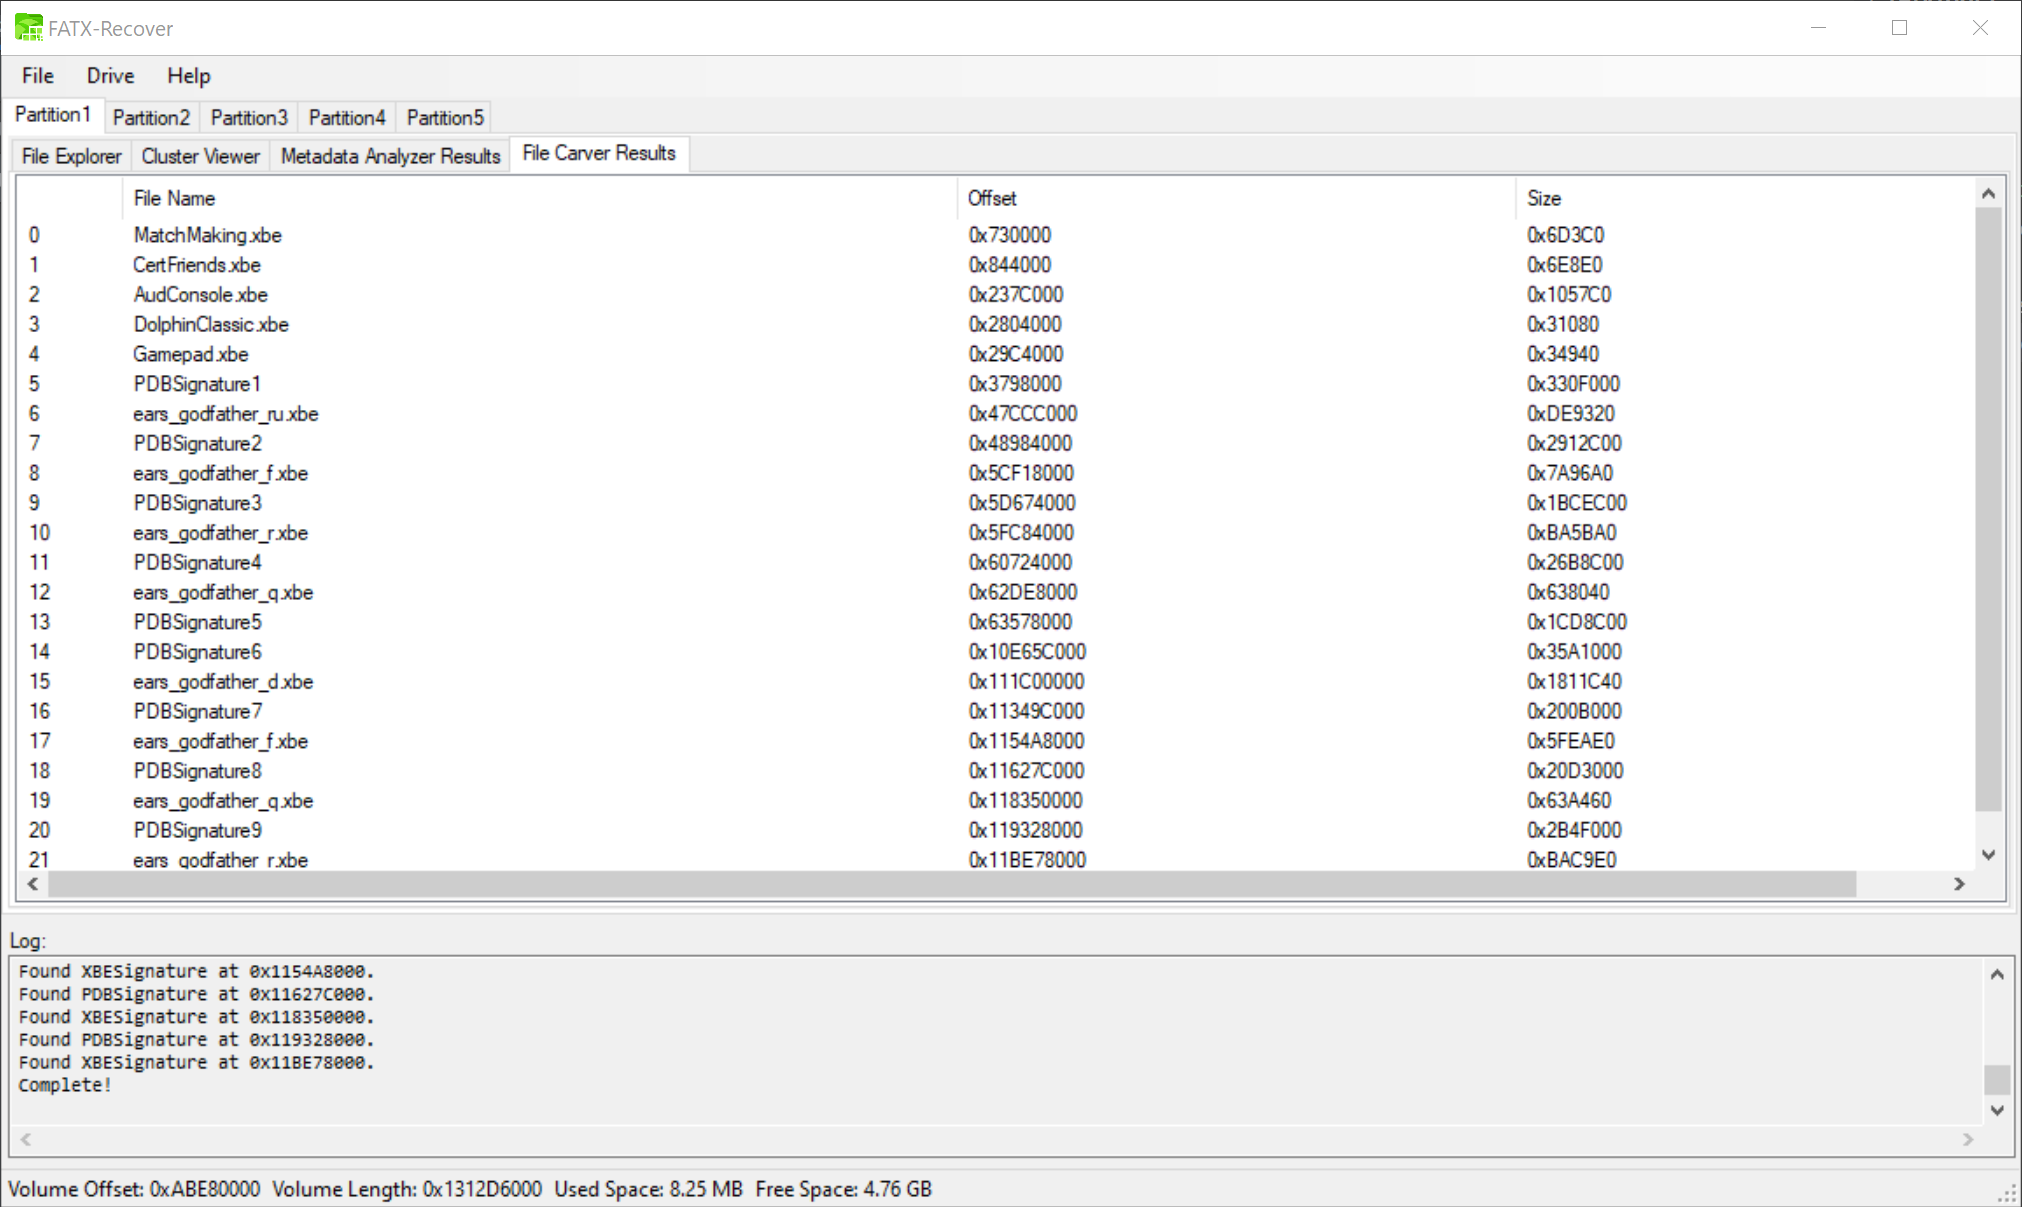 FATX-Recover
File Drive Help
Partition1 Partition2 Partition3 Partition4 Partition5
File Explorer Cluster Viewer Metadata Analyzer Results File Carver Results
File Name Offset Size
0 MatchMaking.xbe 0x730000 0x6D3C0
1 CertFriends.xbe 0x844000 0x6E8E0
2 AudConsole.xbe 0x237C000 0x1057C0
3 DolphinClassic.xbe 0x2804000 0x31080
4 Gamepad.xbe 0x29C4000 0x34940
5 PDBSignature1 0x3798000 0x330F000
6 ears_godfather_ru.xbe 0x47CCC000 0xDE9320
7 PDBSignature2 0x48984000 0x2912C00
8 ears_godfather_f.xbe 0x5CF18000 0x7A96A0
9 PDBSignature3 0x5D674000 0x1BCEC00
10 ears_godfather_r.xbe 0x5FC84000 0xBA5BA0
11 PDBSignature4 0x60724000 0x26B8C00
12 ears_godfather_q.xbe 0x62DE8000 0x638040
13 PDBSignature5 0x63578000 0x1CD8C00
14 PDBSignature6 0x10E65C000 0x35A1000
15 ears_godfather_d.xbe 0x111C00000 0x1811C40
16 PDBSignature7 0x11349C000 0x200B000
17 ears_godfather_f.xbe 0x1154A8000 0x5FEAE0
18 PDBSignature8 0x11627C000 0x20D3000
19 ears_godfather_q.xbe 0x118350000 0x63A460
20 PDBSignature9 0x119328000 0x2B4F000
21 ears_godfather_r.xbe 0x11BE78000 0xBAC9E0
Log:
Found XBESignature at 0x1154A8000.
Found PDBSignature at 0x11627C000.
Found XBESignature at 0x118350000.
Found PDBSignature at 0x119328000.
Found XBESignature at 0x11BE78000.
Complete!
Volume Offset: 0xABE80000 Volume Length: 0x1312D6000 Used Space: 8.25 MB Free Space: 4.76 GB